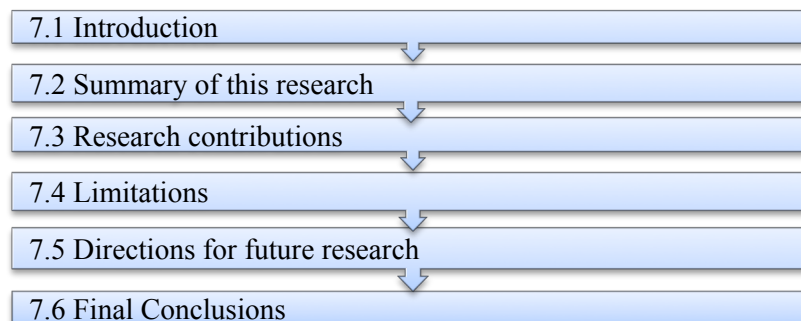 7.1 Introduction
7.2 Summary of this research
7.3 Research contributions
7.4 Limitations
7.5 Directions for future research
7.6 Final Conclusions